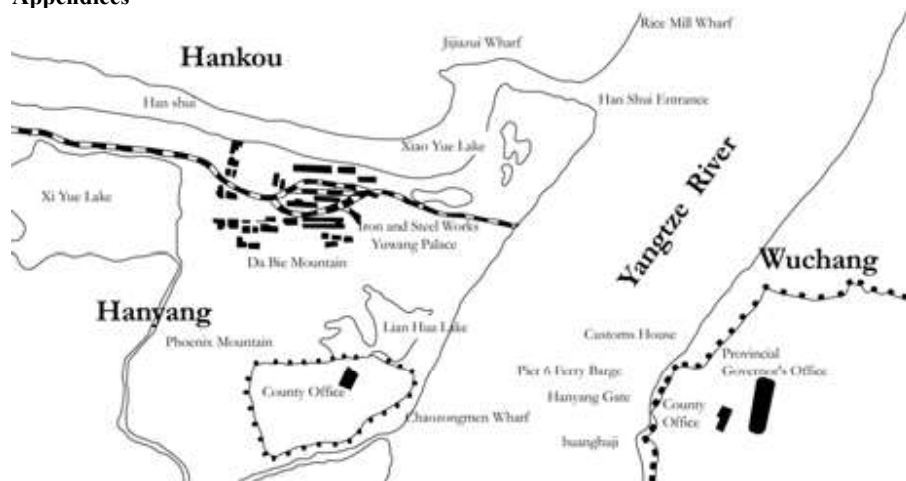 Appendices
Rice Mill Wharf
Jijiazui Wharf
Hankou
Han shui
Han Shui Entrance
Xiao Yue Lake
Xi Yue Lake
Iron and Steel Works
Yuwang Palace
Da Bie Mountain
Yangtze River
Wuchang
Hanyang
Lian Hua Lake
Phoenix Mountain
Customs House
Provincial
Governor's Office
Pier 6 Ferry Barge
County Office
Hanyang Gate
County
Office
Chaozongmen Wharf